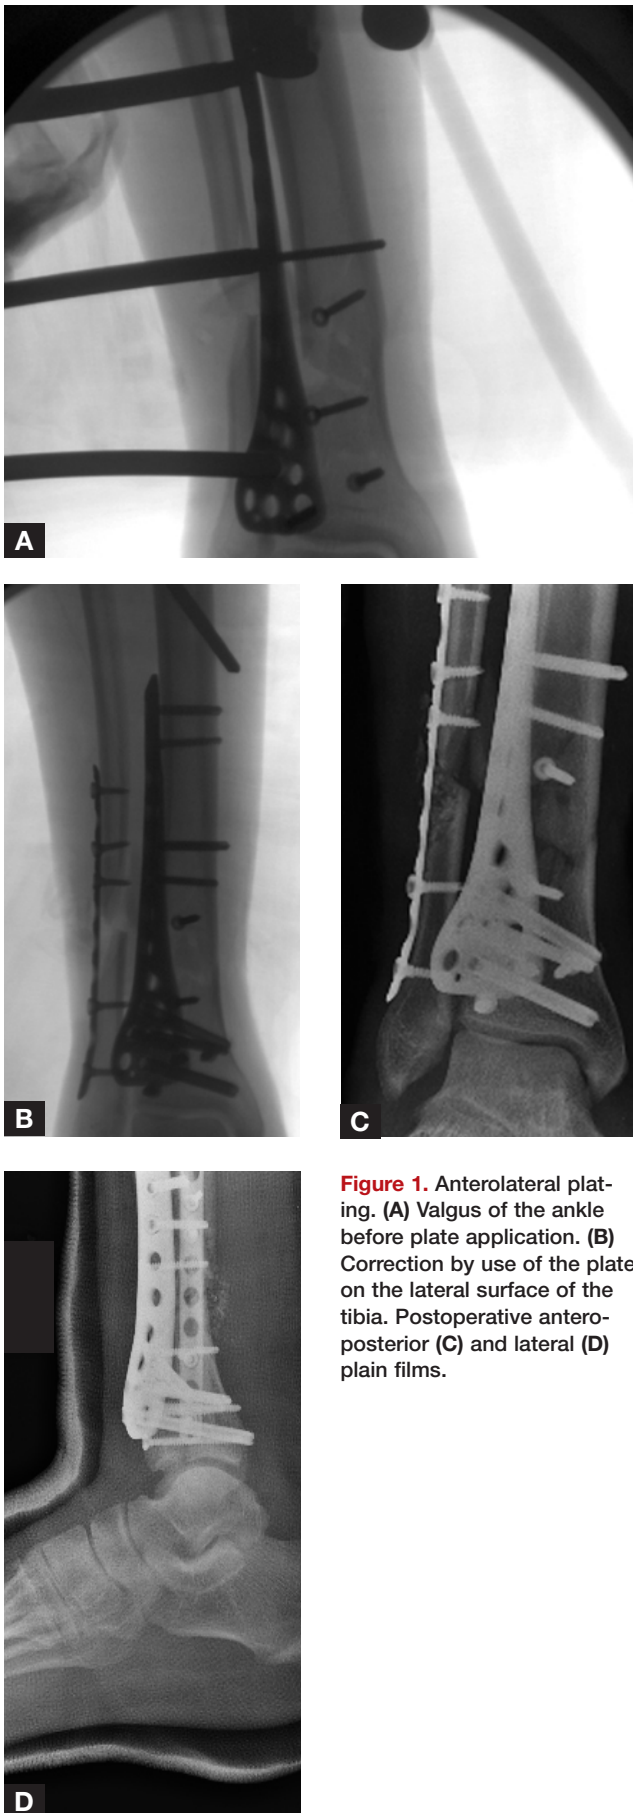 A
B
C
Figure 1. Anterolateral plat-
ing. (A) Valgus of the ankle
before plate application. (B)
Correction by use of the plate
on the lateral surface of the
tibia. Postoperative antero-
posterior (C) and lateral (D)
plain films.
D